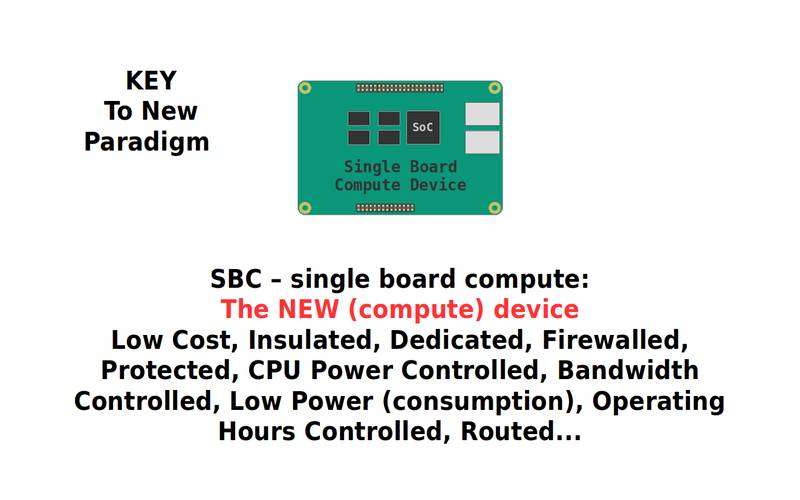 KEY
To New
Paradigm
SoC
Single Board
Compute Device
SBC – single board compute:
The NEW (compute) device
Low Cost, Insulated, Dedicated, Firewalled,
Protected, CPU Power Controlled, Bandwidth
Controlled, Low Power (consumption), Operating
Hours Controlled, Routed...